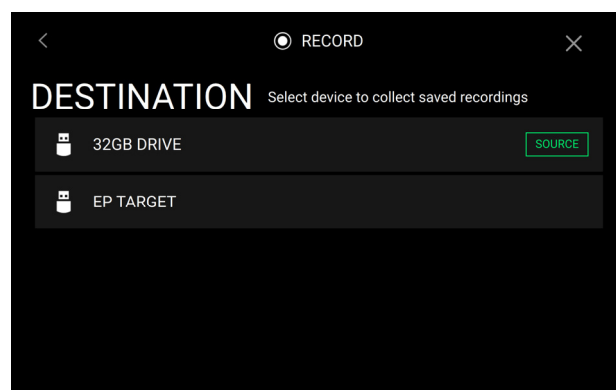 RECORD
DESTINATION Select device to collect saved recordings
32GB DRIVE SOURCE
EP TARGET